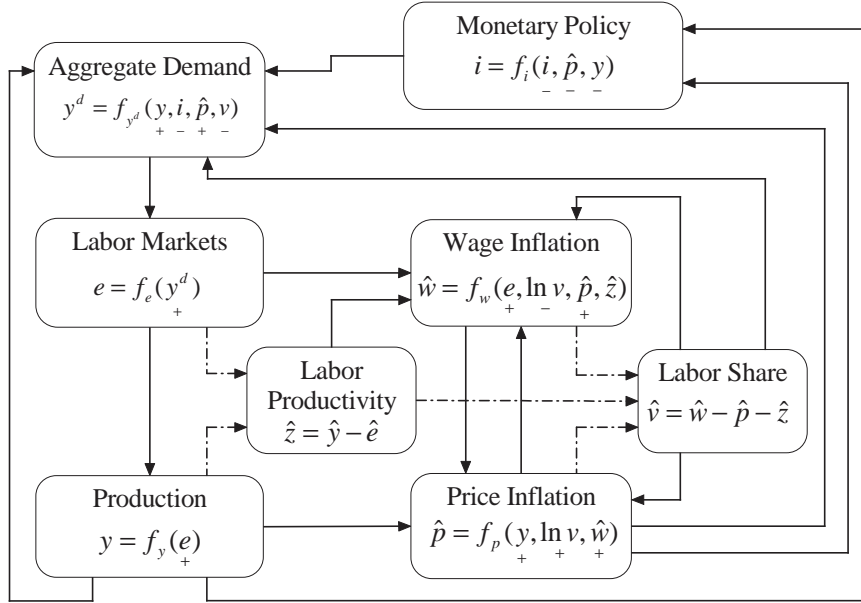 Monetary Policy
i = f_i(i, p̂, y)
− − −
Aggregate Demand
y^d = f_{y^d}(y, i, p̂, v)
+ − + −
Labor Markets
e = f_e(y^d)
+
Wage Inflation
ŵ = f_w(e, ln v, p̂, ẑ)
+ − +
Labor
Productivity
ẑ = ŷ − ê
Labor Share
v̂ = ŵ − p̂ − ẑ
Production
y = f_y(e)
+
Price Inflation
p̂ = f_p(y, ln v, ŵ)
+ + +